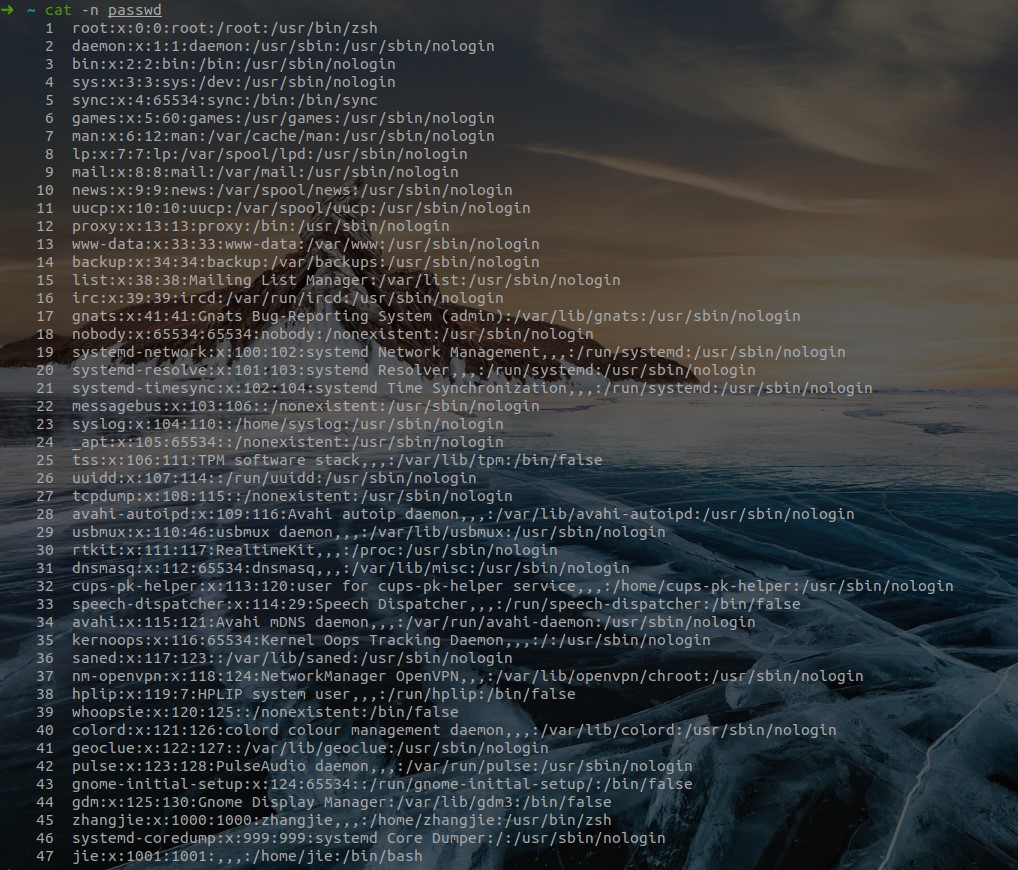 ➜ ~ cat -n passwd
1 root:x:0:0:root:/root:/usr/bin/zsh
2 daemon:x:1:1:daemon:/usr/sbin:/usr/sbin/nologin
3 bin:x:2:2:bin:/bin:/usr/sbin/nologin
4 sys:x:3:3:sys:/dev:/usr/sbin/nologin
5 sync:x:4:65534:sync:/bin:/bin/sync
6 games:x:5:60:games:/usr/games:/usr/sbin/nologin
7 man:x:6:12:man:/var/cache/man:/usr/sbin/nologin
8 lp:x:7:7:lp:/var/spool/lpd:/usr/sbin/nologin
9 mail:x:8:8:mail:/var/mail:/usr/sbin/nologin
10 news:x:9:9:news:/var/spool/news:/usr/sbin/nologin
11 uucp:x:10:10:uucp:/var/spool/uucp:/usr/sbin/nologin
12 proxy:x:13:13:proxy:/bin:/usr/sbin/nologin
13 www-data:x:33:33:www-data:/var/www:/usr/sbin/nologin
14 backup:x:34:34:backup:/var/backups:/usr/sbin/nologin
15 list:x:38:38:Mailing List Manager:/var/list:/usr/sbin/nologin
16 irc:x:39:39:ircd:/var/run/ircd:/usr/sbin/nologin
17 gnats:x:41:41:Gnats Bug-Reporting System (admin):/var/lib/gnats:/usr/sbin/nologin
18 nobody:x:65534:65534:nobody:/nonexistent:/usr/sbin/nologin
19 systemd-network:x:100:102:systemd Network Management,,,:/run/systemd:/usr/sbin/nologin
20 systemd-resolve:x:101:103:systemd Resolver,,,:/run/systemd:/usr/sbin/nologin
21 systemd-timesync:x:102:104:systemd Time Synchronization,,,:/run/systemd:/usr/sbin/nologin
22 messagebus:x:103:106::/nonexistent:/usr/sbin/nologin
23 syslog:x:104:110::/home/syslog:/usr/sbin/nologin
24 _apt:x:105:65534::/nonexistent:/usr/sbin/nologin
25 tss:x:106:111:TPM software stack,,,:/var/lib/tpm:/bin/false
26 uuidd:x:107:114::/run/uuidd:/usr/sbin/nologin
27 tcpdump:x:108:115::/nonexistent:/usr/sbin/nologin
28 avahi-autoipd:x:109:116:Avahi autoip daemon,,,:/var/lib/avahi-autoipd:/usr/sbin/nologin
29 usbmux:x:110:46:usbmux daemon,,,:/var/lib/usbmux:/usr/sbin/nologin
30 rtkit:x:111:117:RealtimeKit,,,:/proc:/usr/sbin/nologin
31 dnsmasq:x:112:65534:dnsmasq,,,:/var/lib/misc:/usr/sbin/nologin
32 cups-pk-helper:x:113:120:user for cups-pk-helper service,,,:/home/cups-pk-helper:/usr/sbin/nologin
33 speech-dispatcher:x:114:29:Speech Dispatcher,,,:/run/speech-dispatcher:/bin/false
34 avahi:x:115:121:Avahi mDNS daemon,,,:/var/run/avahi-daemon:/usr/sbin/nologin
35 kernoops:x:116:65534:Kernel Oops Tracking Daemon,,,:/:/usr/sbin/nologin
36 saned:x:117:123::/var/lib/saned:/usr/sbin/nologin
37 nm-openvpn:x:118:124:NetworkManager OpenVPN,,,:/var/lib/openvpn/chroot:/usr/sbin/nologin
38 hplip:x:119:7:HPLIP system user,,,:/run/hplip:/bin/false
39 whoopsie:x:120:125::/nonexistent:/bin/false
40 colord:x:121:126:colord colour management daemon,,,:/var/lib/colord:/usr/sbin/nologin
41 geoclue:x:122:127::/var/lib/geoclue:/usr/sbin/nologin
42 pulse:x:123:128:PulseAudio daemon,,,:/var/run/pulse:/usr/sbin/nologin
43 gnome-initial-setup:x:124:65534::/run/gnome-initial-setup/:/bin/false
44 gdm:x:125:130:Gnome Display Manager:/var/lib/gdm3:/bin/false
45 zhangjie:x:1000:1000:zhangjie,,,:/home/zhangjie:/usr/bin/zsh
46 systemd-coredump:x:999:999:systemd Core Dumper:/:/usr/sbin/nologin
47 jie:x:1001:1001:,,,:/home/jie:/bin/bash